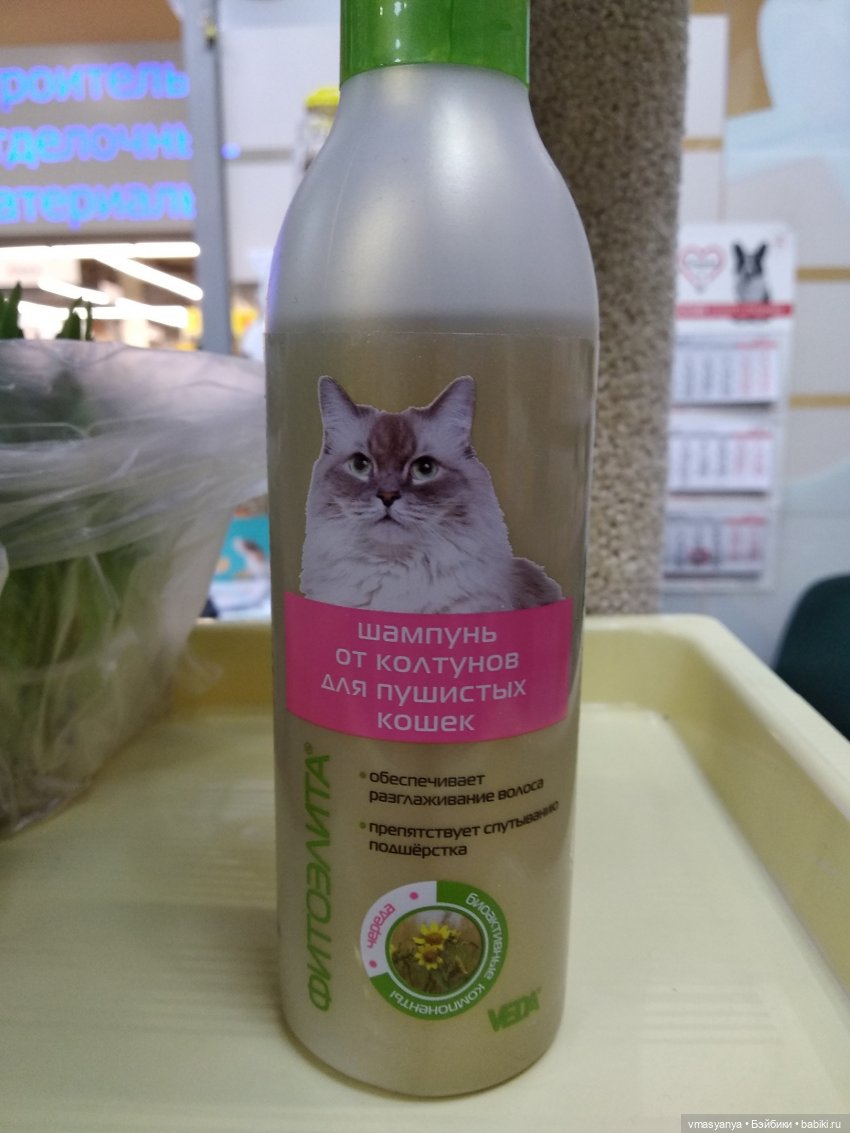 шампунь
от колтунов
для пушистых
кошек
ФИТОЭЛИТА®
• обеспечивает
разглаживание волоса
• препятствует спутыванию
подшёрстка
череда
биоактивные компоненты
VEDA®
vmasyanya • Бэйбики • babiki.ru